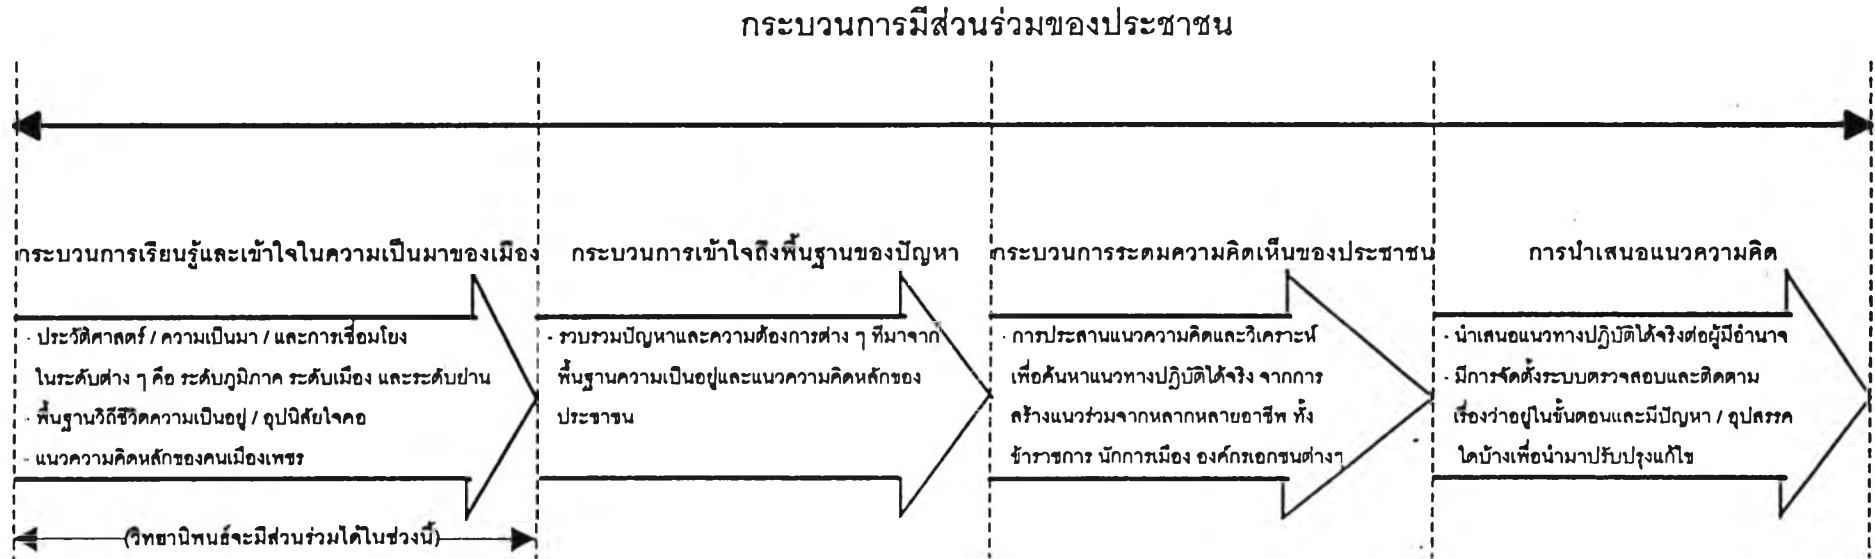 กระบวนการมีส่วนร่วมของประชาชน
กระบวนการเรียนรู้และเข้าใจในความเป็นมาของเมือง
- ประวัติศาสตร์ / ความเป็นมา / และการเชื่อมโยง
ในระดับต่าง ๆ คือ ระดับภูมิภาค ระดับเมือง และระดับย่าน
- พื้นฐานวิถีชีวิตความเป็นอยู่ / อุปนิสัยใจคอ
- แนวความคิดหลักของคนเมืองเพชร
(วิทยานิพนธ์จะมีส่วนร่วมได้ในช่วงนี้)
กระบวนการเข้าใจถึงพื้นฐานของปัญหา
- รวบรวมปัญหาและความต้องการต่าง ๆ ที่มาจาก
พื้นฐานความเป็นอยู่และแนวความคิดหลักของ
ประชาชน
กระบวนการระดมความคิดเห็นของประชาชน
- การประสานแนวความคิดและวิเคราะห์
เพื่อค้นหาแนวทางปฏิบัติได้จริง จากการ
สร้างแนวร่วมจากหลากหลายอาชีพ ทั้ง
ข้าราชการ นักการเมือง องค์กรเอกชนต่างๆ
การนำเสนอแนวความคิด
- นำเสนอแนวทางปฏิบัติได้จริงต่อผู้มีอำนาจ
- มีการจัดตั้งระบบตรวจสอบและติดตาม
เรื่องว่าอยู่ในขั้นตอนและมีปัญหา / อุปสรรค
ใดบ้างเพื่อนำมาปรับปรุงแก้ไข